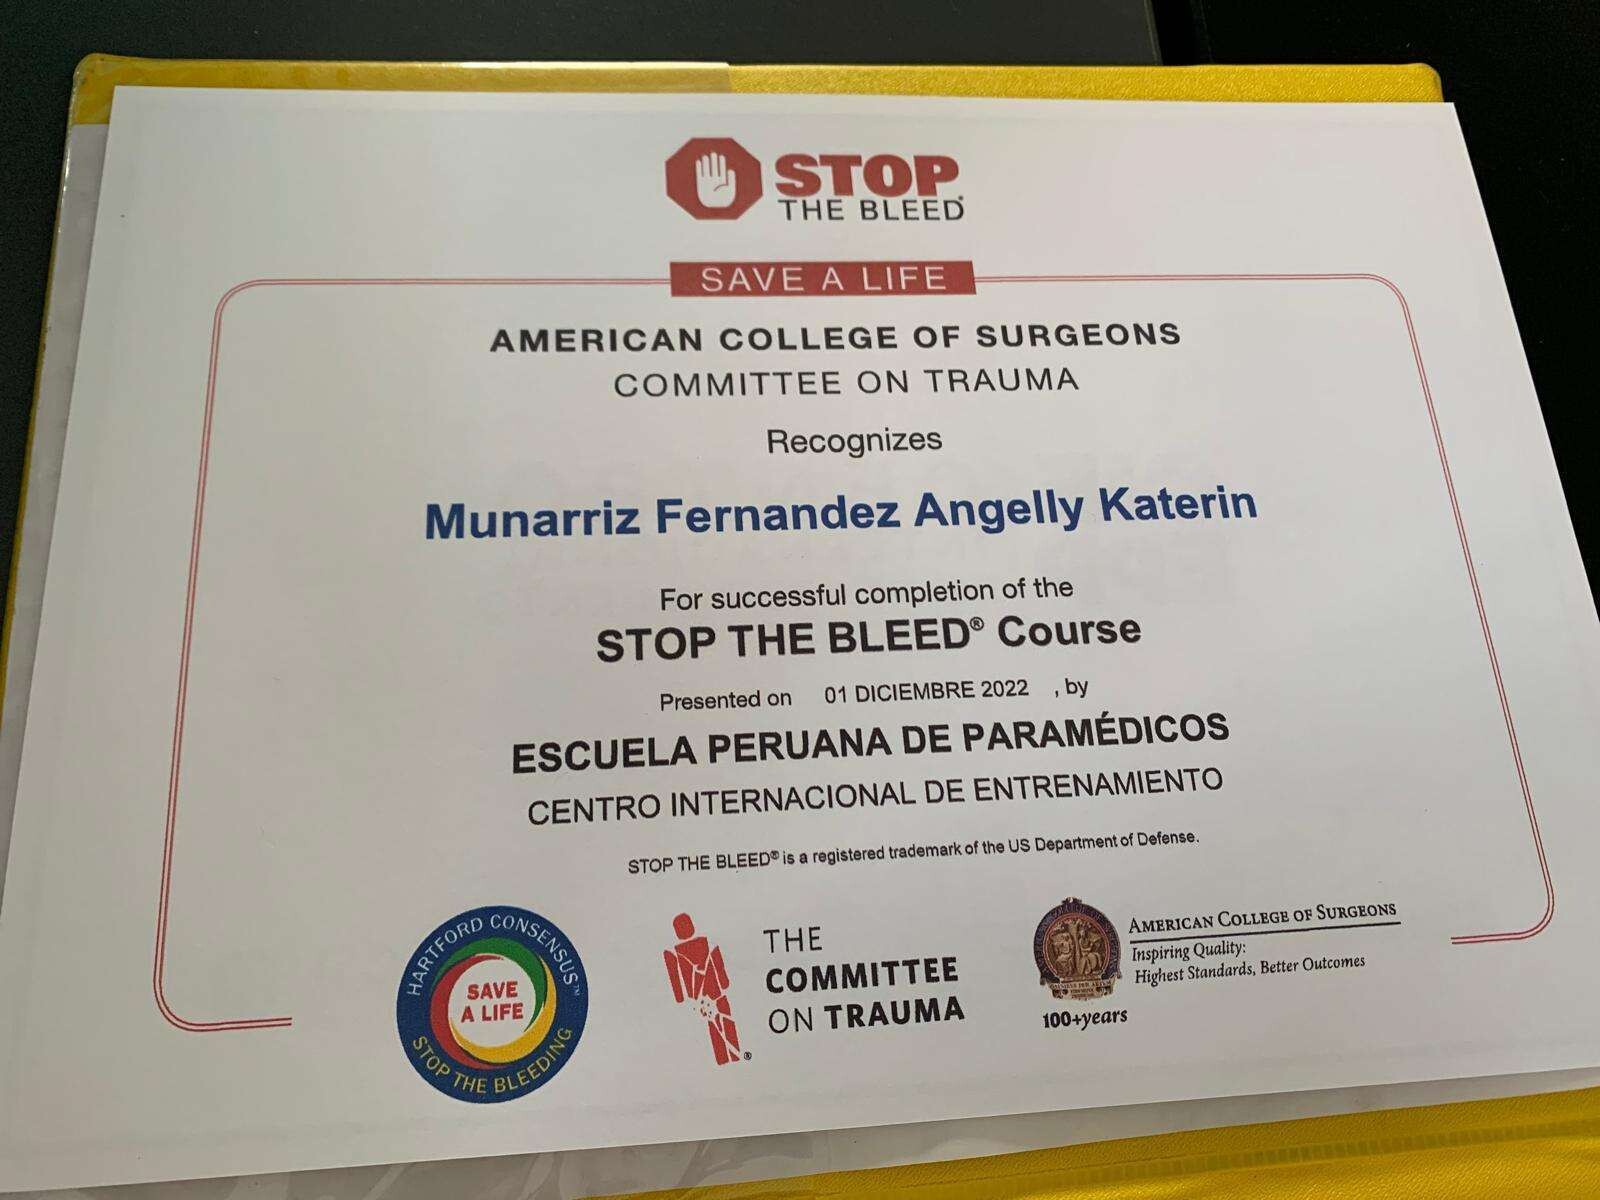 STOP
THE BLEED®
SAVE A LIFE
AMERICAN COLLEGE OF SURGEONS
COMMITTEE ON TRAUMA
Recognizes
Munarriz Fernandez Angelly Katerin
For successful completion of the
STOP THE BLEED® Course
Presented on 01 DICIEMBRE 2022 , by
ESCUELA PERUANA DE PARAMÉDICOS
CENTRO INTERNACIONAL DE ENTRENAMIENTO
STOP THE BLEED® is a registered trademark of the US Department of Defense.
HARTFORD CONSENSUS™
SAVE
A LIFE
STOP THE BLEEDING
THE
COMMITTEE
ON TRAUMA
®
AMERICAN COLLEGE OF SURGEONS
Inspiring Quality:
Highest Standards, Better Outcomes
100+years